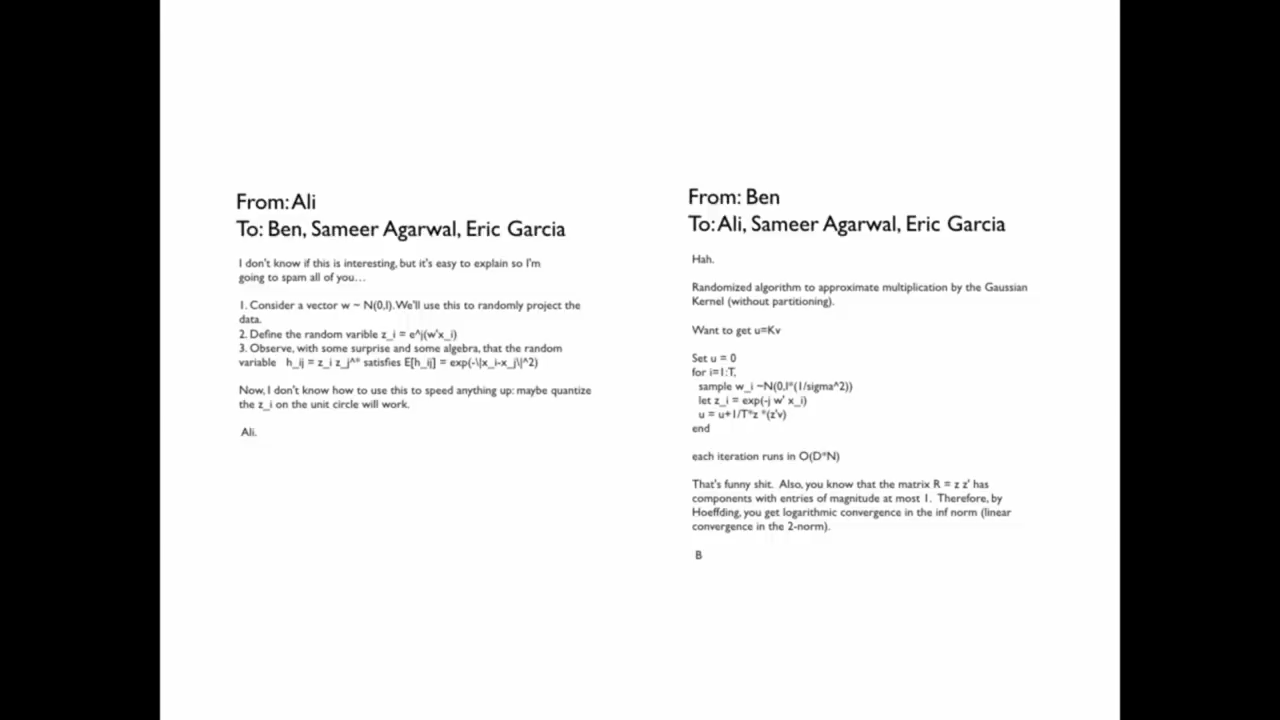 From: Ali
To: Ben, Sameer Agarwal, Eric Garcia
I don't know if this is interesting, but it's easy to explain so I'm
going to spam all of you...
1. Consider a vector w ~ N(0,I). We'll use this to randomly project the
data.
2. Define the random varible z_i = e^j(w'x_i)
3. Observe, with some surprise and some algebra, that the random
variable h_ij = z_i z_j^* satisfies E[h_ij] = exp(-\|x_i-x_j\|^2)
Now, I don't know how to use this to speed anything up: maybe quantize
the z_i on the unit circle will work.
Ali.
From: Ben
To: Ali, Sameer Agarwal, Eric Garcia
Hah.
Randomized algorithm to approximate multiplication by the Gaussian
Kernel (without partitioning).
Want to get u=Kv
Set u = 0
for i=1:T,
sample w_i ~N(0,I*(1/sigma^2))
let z_i = exp(-j w' x_i)
u = u+1/T*z *(z'v)
end
each iteration runs in O(D*N)
That's funny shit. Also, you know that the matrix R = z z' has
components with entries of magnitude at most 1. Therefore, by
Hoeffding, you get logarithmic convergence in the inf norm (linear
convergence in the 2-norm).
B